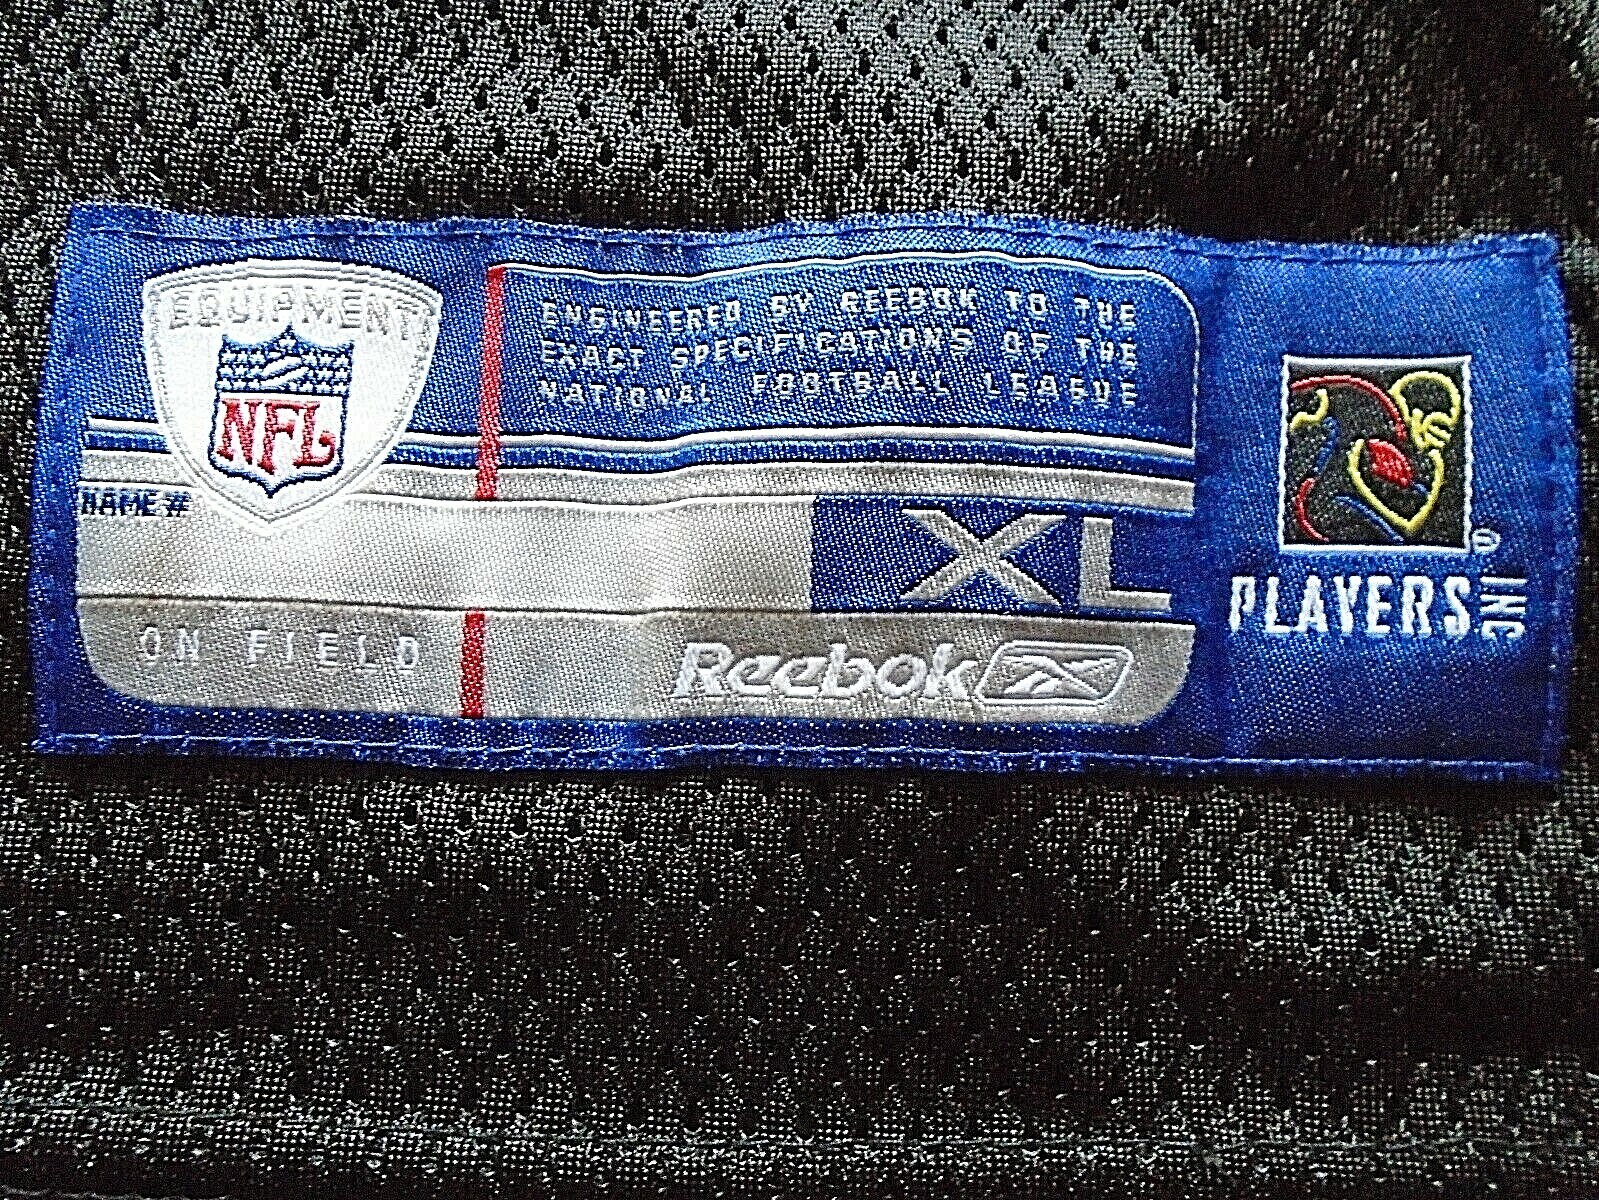 EQUIPMENT
NFL
ENGINEERED BY REEBOK TO THE
EXACT SPECIFICATIONS OF THE
NATIONAL FOOTBALL LEAGUE
NAME #
XL
ON FIELD
Reebok
®
PLAYERS INC